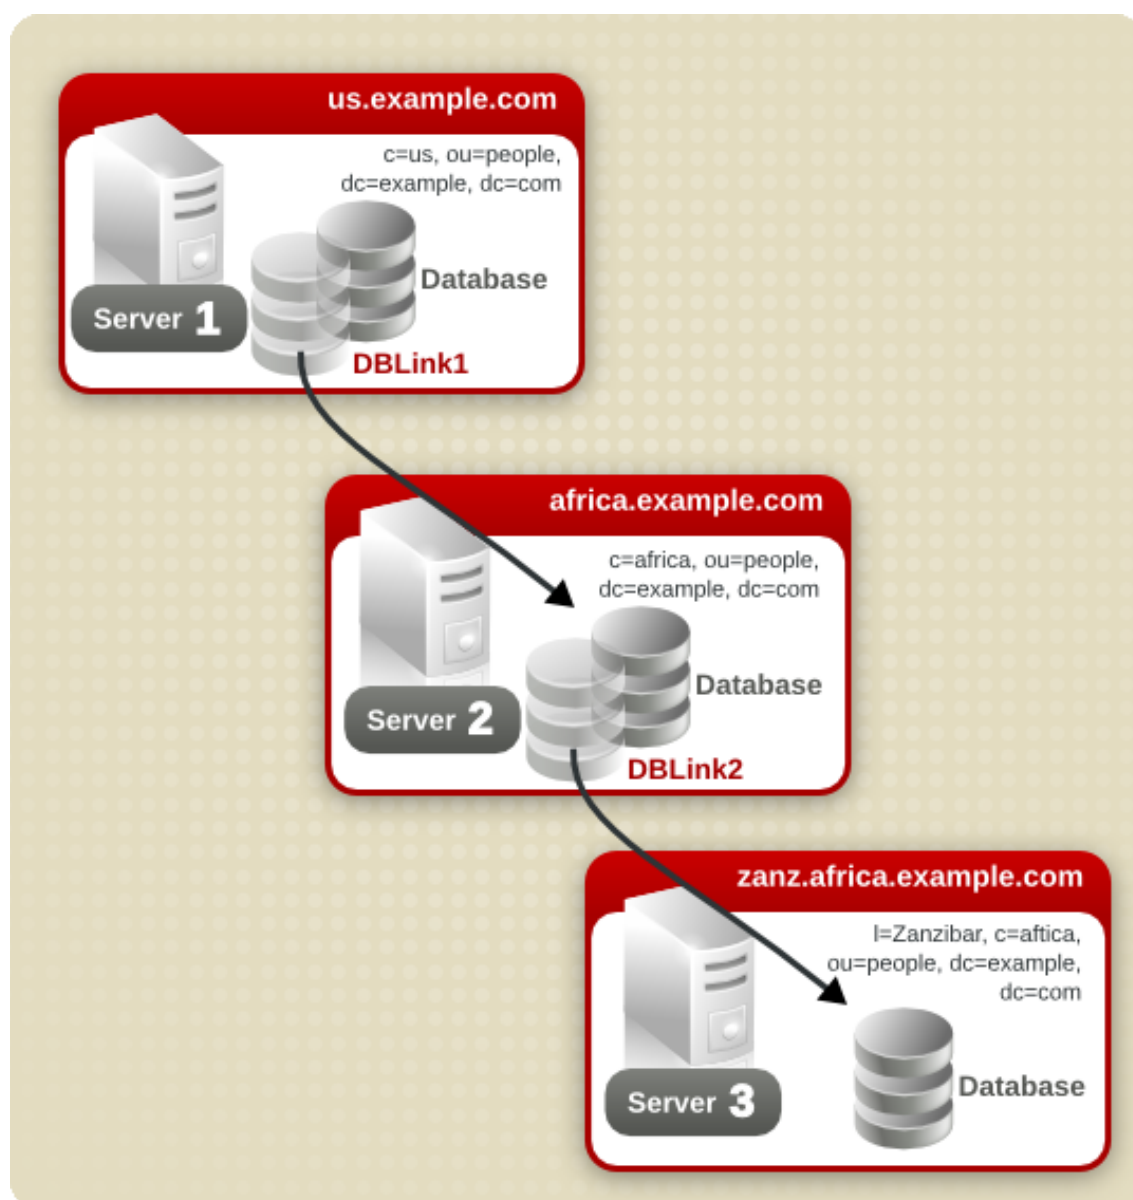 us.example.com
c=us, ou=people,
dc=example, dc=com
Database
Server 1
DBLink1
africa.example.com
c=africa, ou=people,
dc=example, dc=com
Database
Server 2
DBLink2
zanz.africa.example.com
l=Zanzibar, c=aftica,
ou=people, dc=example,
dc=com
Database
Server 3